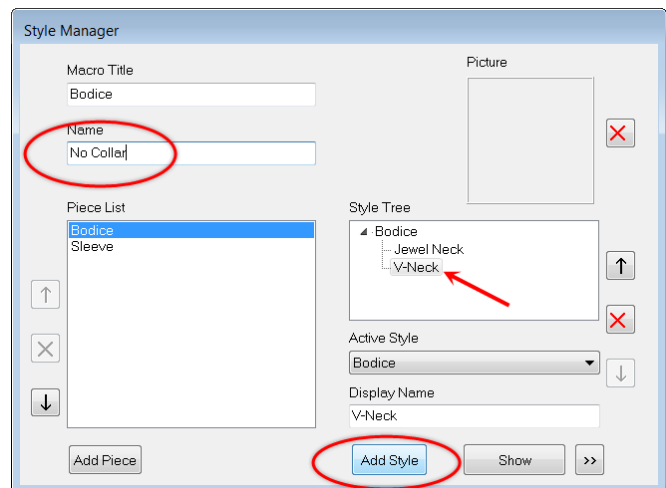 Style Manager
Macro Title
Picture
Bodice
Name
No Collar
Piece List
Style Tree
Bodice
Sleeve
Bodice
Jewel Neck
V-Neck
Active Style
Bodice
Display Name
V-Neck
Add Piece
Add Style
Show
>>